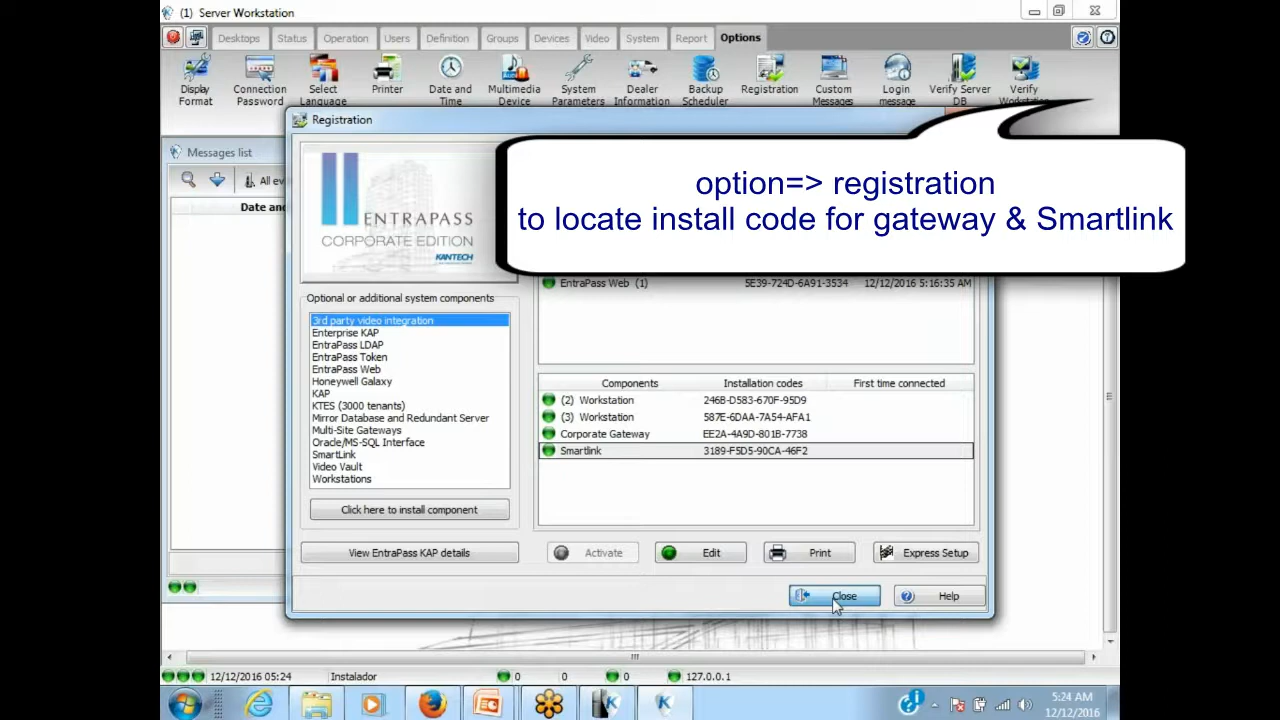 (1) Server Workstation
Desktops Status Operation Users Definition Groups Devices Video System Report Options
Display Format
Connection Password
Select Language
Printer
Date and Time
Multimedia Device
System Parameters
Dealer Information
Backup Scheduler
Registration
Custom Messages
Login message
Verify Server DB
Verify
Registration
option=> registration
to locate install code for gateway & Smartlink
Messages list
All ev
Date and
ENTRAPASS
CORPORATE EDITION
KANTECH
EntraPass Web (1) 5E39-724D-6A91-3534 12/12/2016 5:16:35 AM
Optional or additional system components
3rd party video integration
Enterprise KAP
EntraPass LDAP
EntraPass Token
EntraPass Web
Honeywell Galaxy
KAP
KTES (3000 tenants)
Mirror Database and Redundant Server
Multi-Site Gateways
Oracle/MS-SQL Interface
SmartLink
Video Vault
Workstations
Click here to install component
Components Installation codes First time connected
(2) Workstation 246B-D583-670F-95D9
(3) Workstation 587E-6DAA-7A54-AFA1
Corporate Gateway EE2A-4A9D-801B-7738
Smartlink 3189-F5D5-90CA-46F2
View EntraPass KAP details
Activate Edit Print Express Setup
Close Help
12/12/2016 05:24 Instalador 0 0 0 127.0.0.1
5:24 AM
12/12/2016